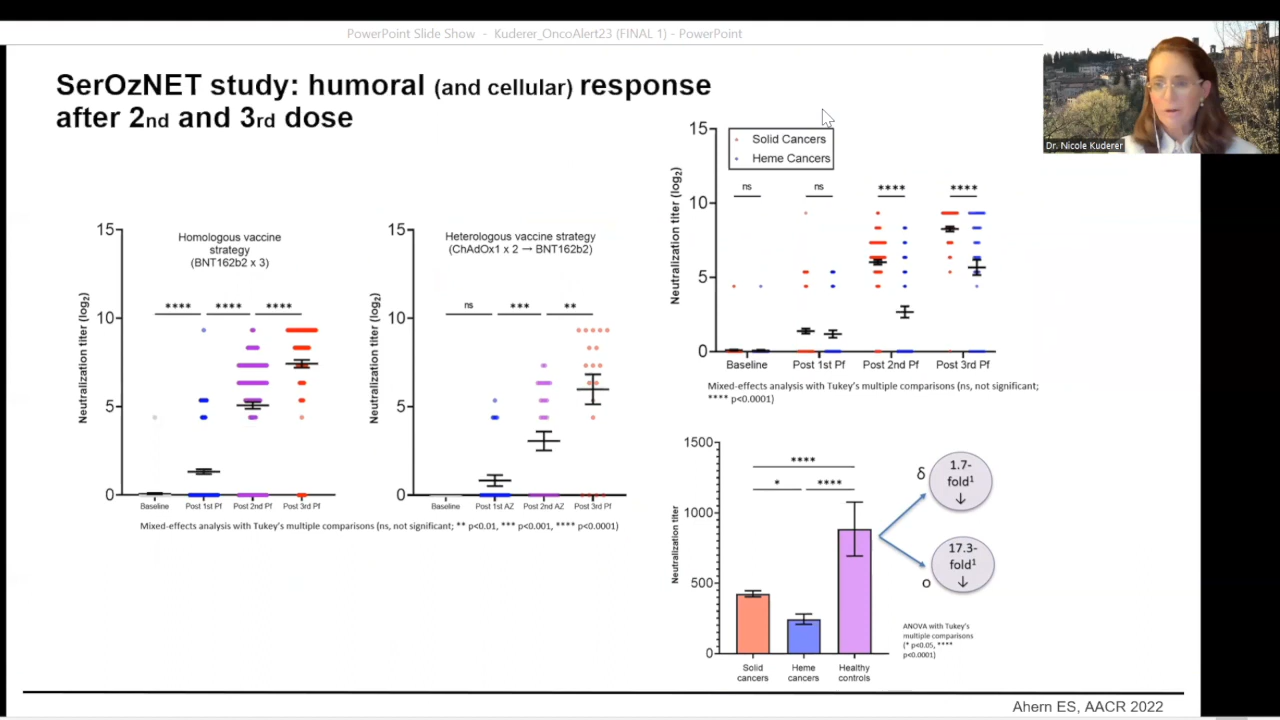 PowerPoint Slide Show - Kuderer_OncoAlert23 (FINAL 1) - PowerPoint
SerOzNET study: humoral (and cellular) response
after 2nd and 3rd dose
Dr. Nicole Kuderer
Homologous vaccine
strategy
(BNT162b2 x 3)
Neutralization titer (log2)
15
10
5
0
****
****
****
Baseline
Post 1st Pf
Post 2nd Pf
Post 3rd Pf
Heterologous vaccine strategy
(ChAdOx1 x 2 → BNT162b2)
Neutralization titer (log2)
15
10
5
0
ns
***
**
Baseline
Post 1st AZ
Post 2nd AZ
Post 3rd Pf
Mixed-effects analysis with Tukey's multiple comparisons (ns, not significant; ** p<0.01, *** p<0.001, **** p<0.0001)
Solid Cancers
Heme Cancers
Neutralization titer (log2)
15
10
5
0
ns
ns
****
****
Baseline
Post 1st Pf
Post 2nd Pf
Post 3rd Pf
Mixed-effects analysis with Tukey's multiple comparisons (ns, not significant;
**** p<0.0001)
Neutralization titer
1500
1000
500
0
****
*
****
Solid
cancers
Heme
cancers
Healthy
controls
δ
1.7-
fold1
↓
ο
17.3-
fold1
↓
ANOVA with Tukey's
multiple comparisons
(* p<0.05, ****
p<0.0001)
Ahern ES, AACR 2022